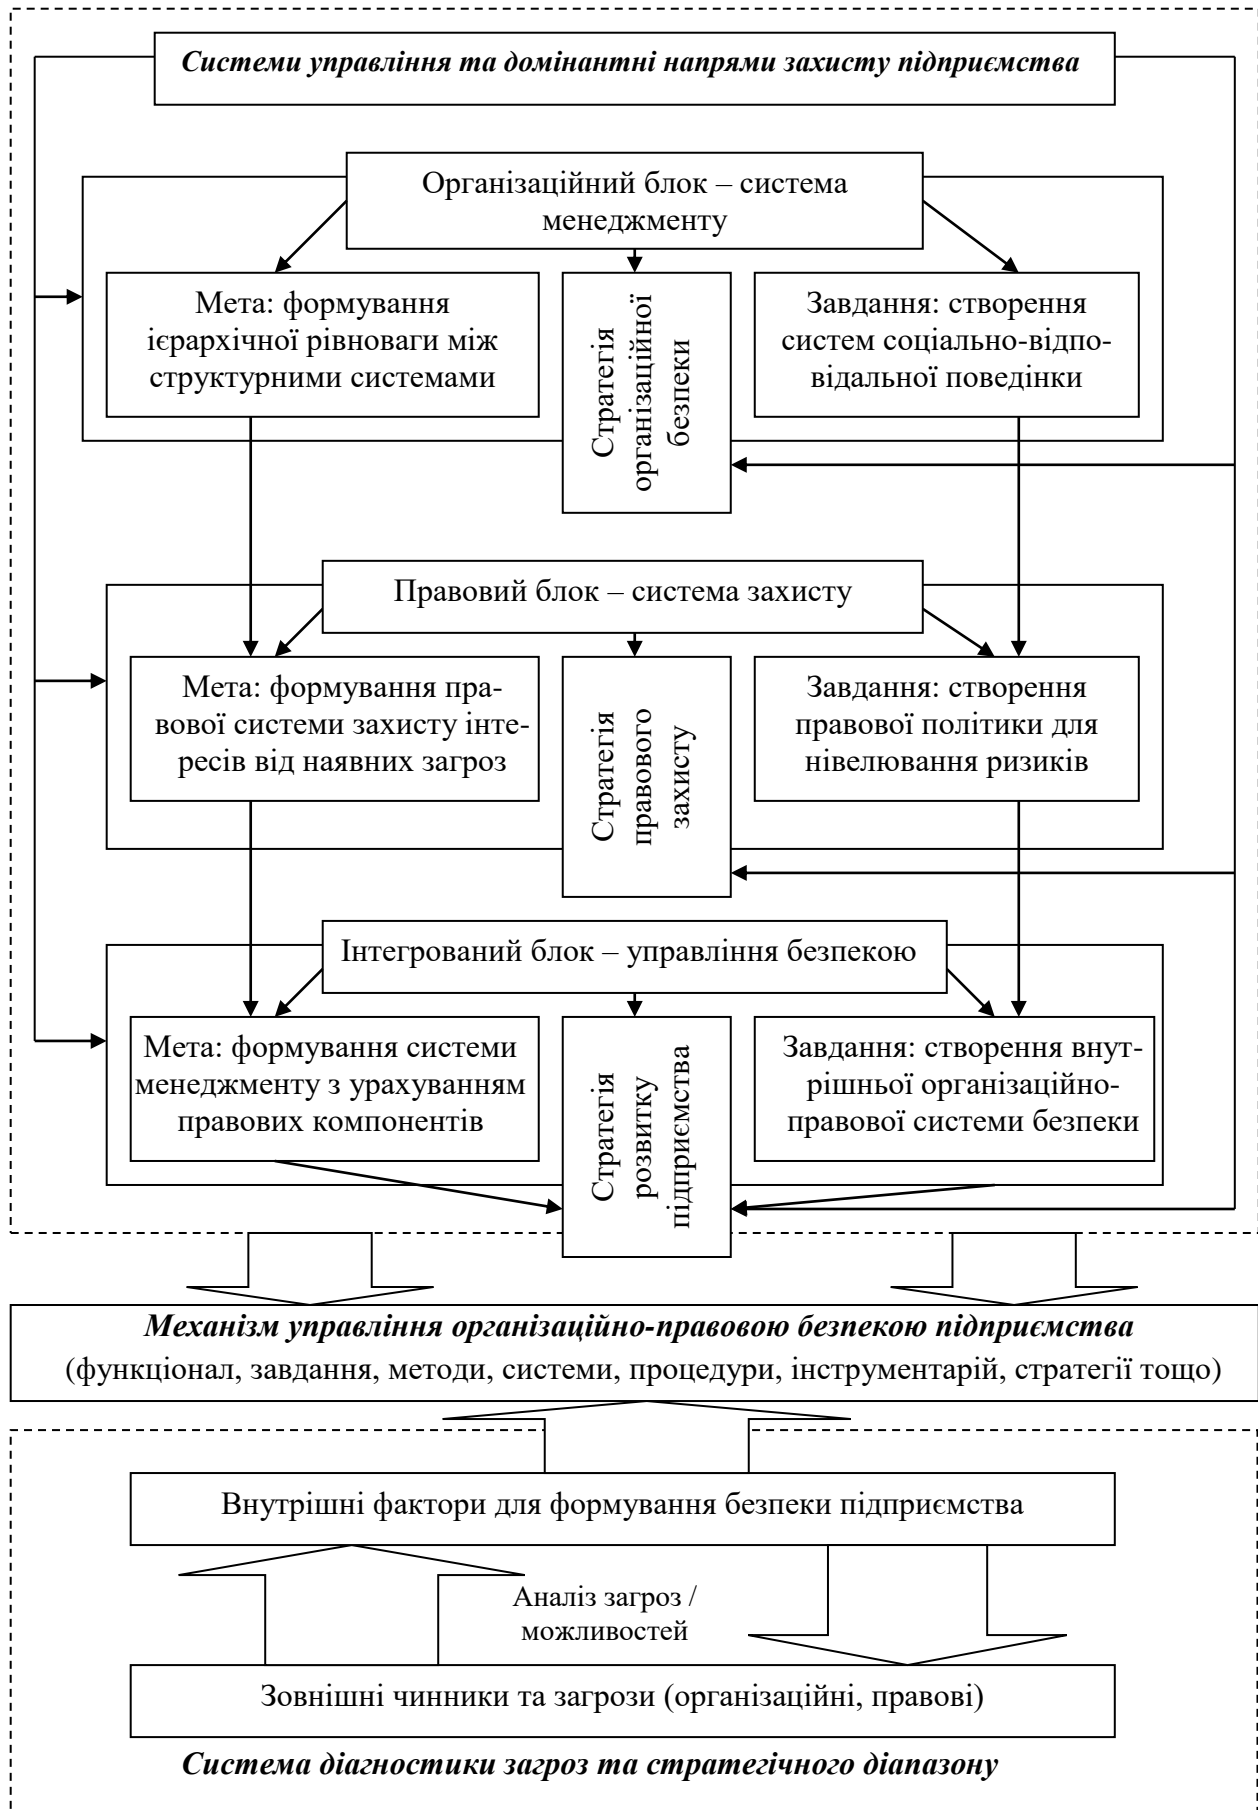 Системи управління та домінантні напрями захисту підприємства
Організаційний блок – система
менеджменту
Мета: формування
ієрархічної рівноваги між
структурними системами
Стратегія
організаційної
безпеки
Завдання: створення
систем соціально-відпо-
відальної поведінки
Правовий блок – система захисту
Мета: формування пра-
вової системи захисту інте-
ресів від наявних загроз
Стратегія
правового
захисту
Завдання: створення
правової політики для
нівелювання ризиків
Інтегрований блок – управління безпекою
Мета: формування системи
менеджменту з урахуванням
правових компонентів
Стратегія
розвитку
підприємства
Завдання: створення внут-
рішньої організаційно-
правової системи безпеки
Механізм управління організаційно-правовою безпекою підприємства
(функціонал, завдання, методи, системи, процедури, інструментарій, стратегії тощо)
Внутрішні фактори для формування безпеки підприємства
Аналіз загроз /
можливостей
Зовнішні чинники та загрози (організаційні, правові)
Система діагностики загроз та стратегічного діапазону